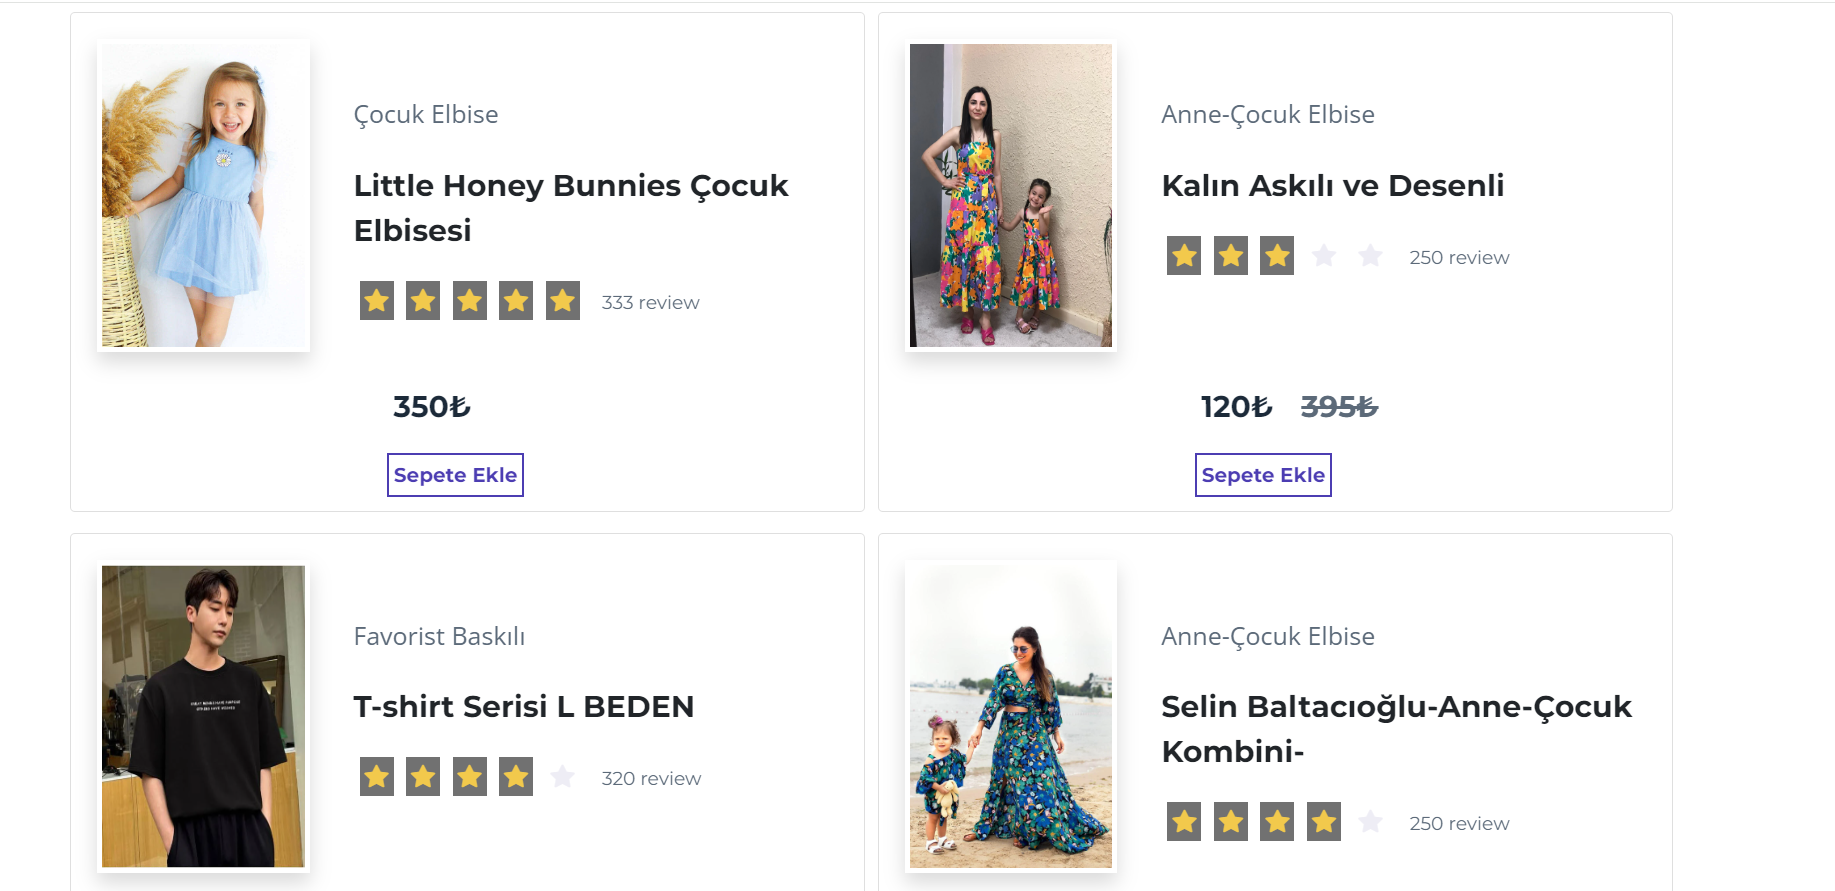 Çocuk Elbise
Little Honey Bunnies Çocuk
Elbisesi
333 review
350₺
Sepete Ekle
Anne-Çocuk Elbise
Kalın Askılı ve Desenli
250 review
120₺ 395₺
Sepete Ekle
Favorist Baskılı
T-shirt Serisi L BEDEN
320 review
Anne-Çocuk Elbise
Selin Baltacıoğlu-Anne-Çocuk
Kombini-
250 review